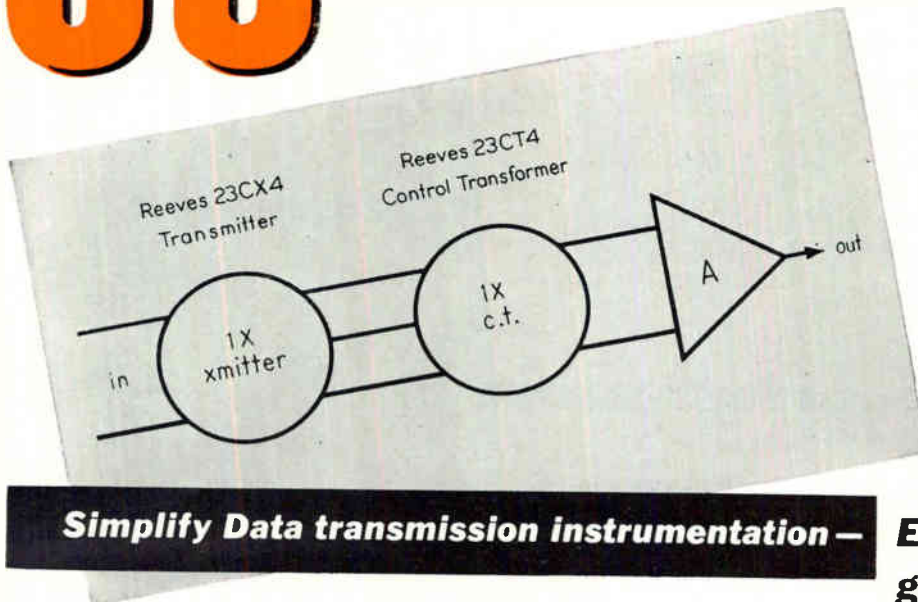 Reeves 23CX4
Transmitter
Reeves 23CT4
Control Transformer
in
1X
xmitter
1X
c.t.
A
out
Simplify Data transmission instrumentation—